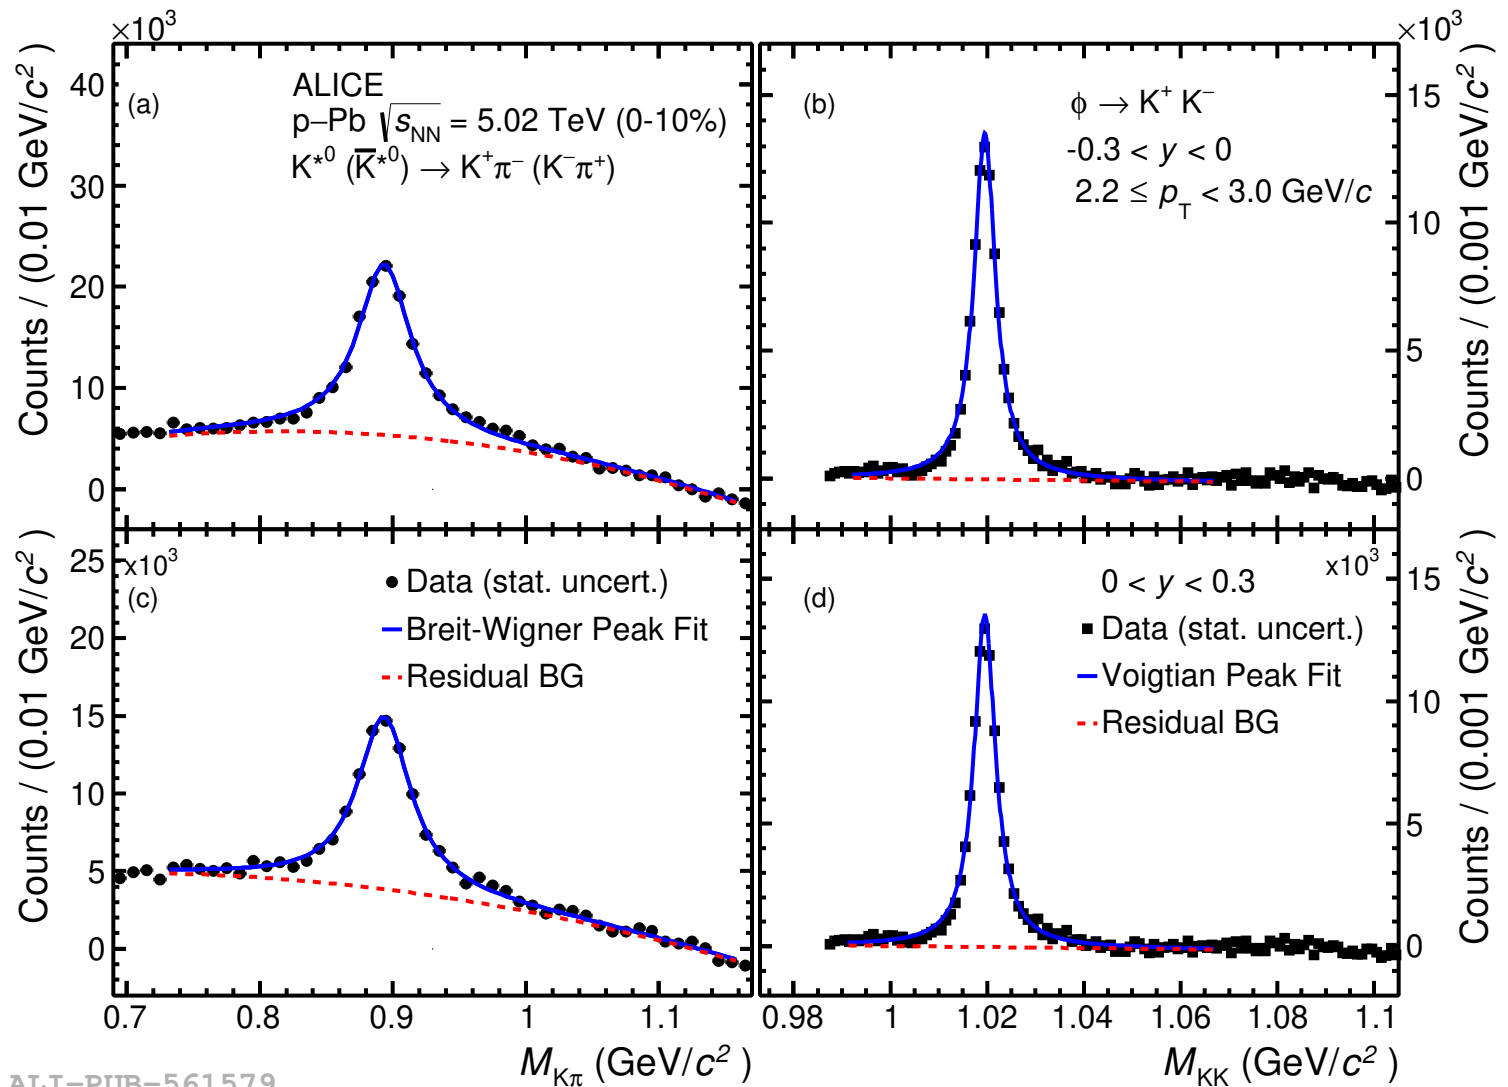 ×10³
×10³
40
30
20
10
0
Counts / (0.01 GeV/c²)
(a)
ALICE
p–Pb √s_NN = 5.02 TeV (0-10%)
K*⁰ (K̅*⁰) → K⁺π⁻ (K⁻π⁺)
(b)
ϕ → K⁺ K⁻
-0.3 < y < 0
2.2 ≤ p_T < 3.0 GeV/c
15
10
5
0
Counts / (0.001 GeV/c²)
25
20
15
10
5
0
Counts / (0.01 GeV/c²)
x10³
(c)
Data (stat. uncert.)
Breit-Wigner Peak Fit
Residual BG
(d)
0 < y < 0.3
x10³
Data (stat. uncert.)
Voigtian Peak Fit
Residual BG
15
10
5
0
Counts / (0.001 GeV/c²)
0.7 0.8 0.9 1 1.1
M_Kπ (GeV/c²)
0.98 1 1.02 1.04 1.06 1.08 1.1
M_KK (GeV/c²)
ALI-PUB-561579